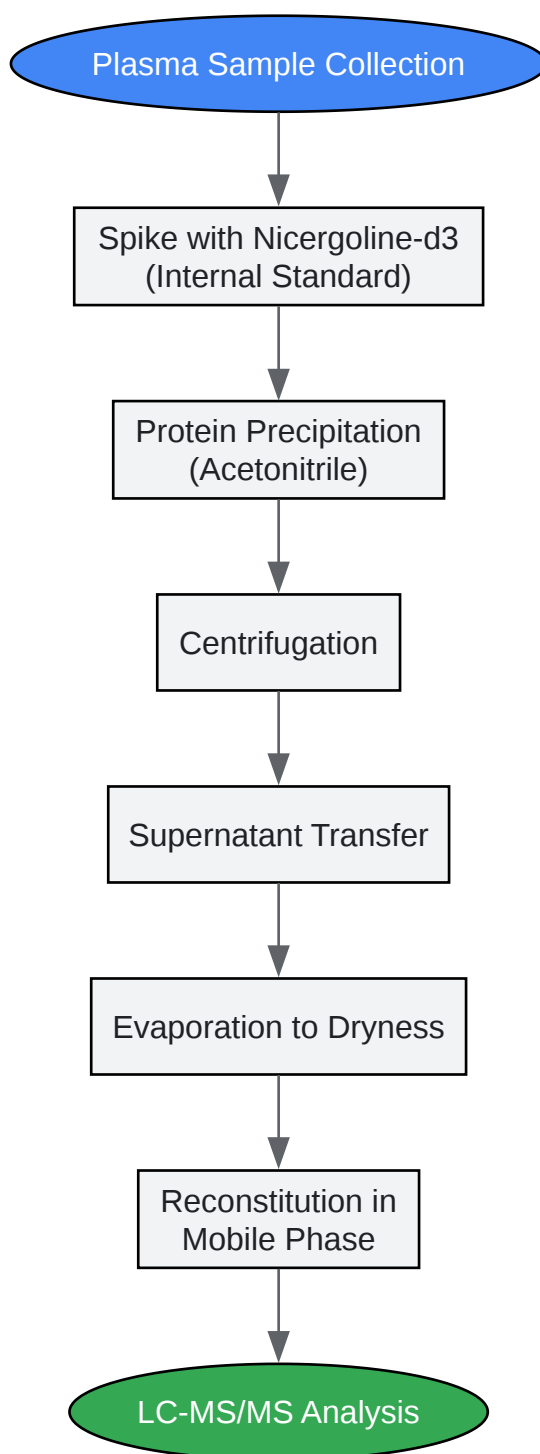 Plasma Sample Collection
Spike with Nicergoline-d3
(Internal Standard)
Protein Precipitation
(Acetonitrile)
Centrifugation
Supernatant Transfer
Evaporation to Dryness
Reconstitution in
Mobile Phase
LC-MS/MS Analysis